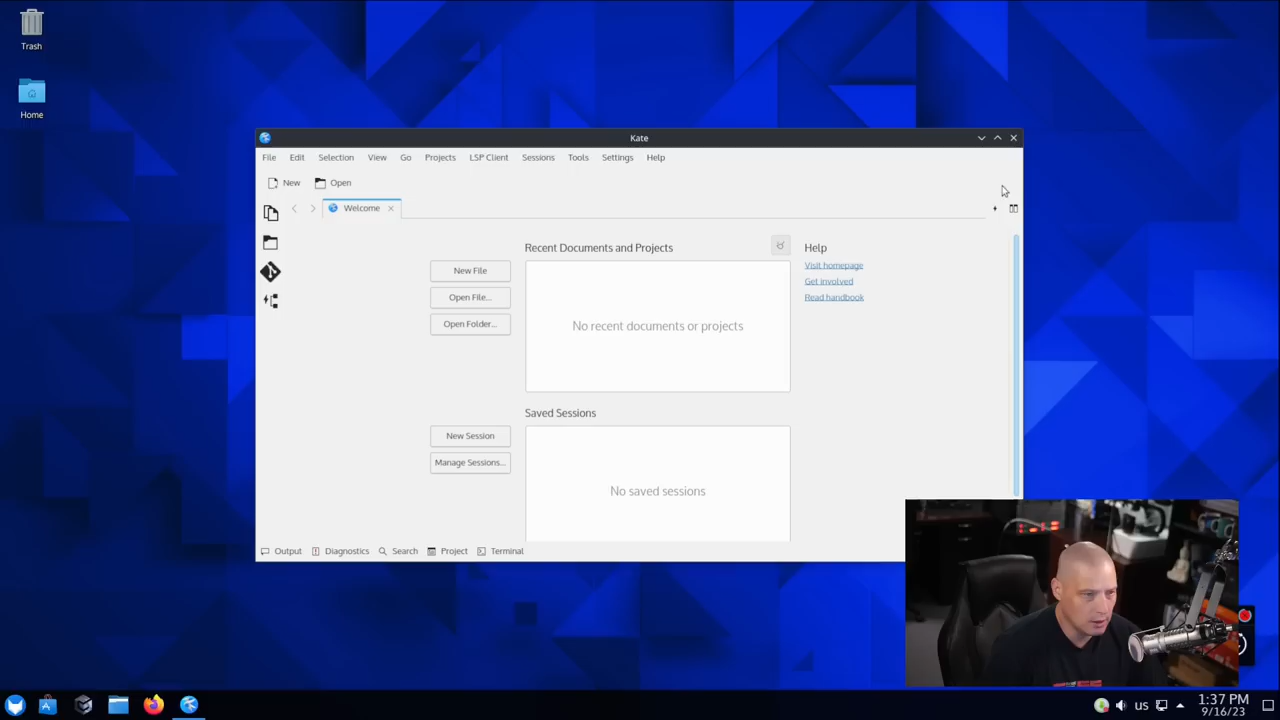 Trash
Home
Kate
File Edit Selection View Go Projects LSP Client Sessions Tools Settings Help
New Open
Welcome
Recent Documents and Projects
Help
New File
Open File...
Open Folder...
No recent documents or projects
Visit homepage
Get involved
Read handbook
Saved Sessions
New Session
Manage Sessions...
No saved sessions
Output Diagnostics Search Project Terminal
us
1:37 PM
9/16/23